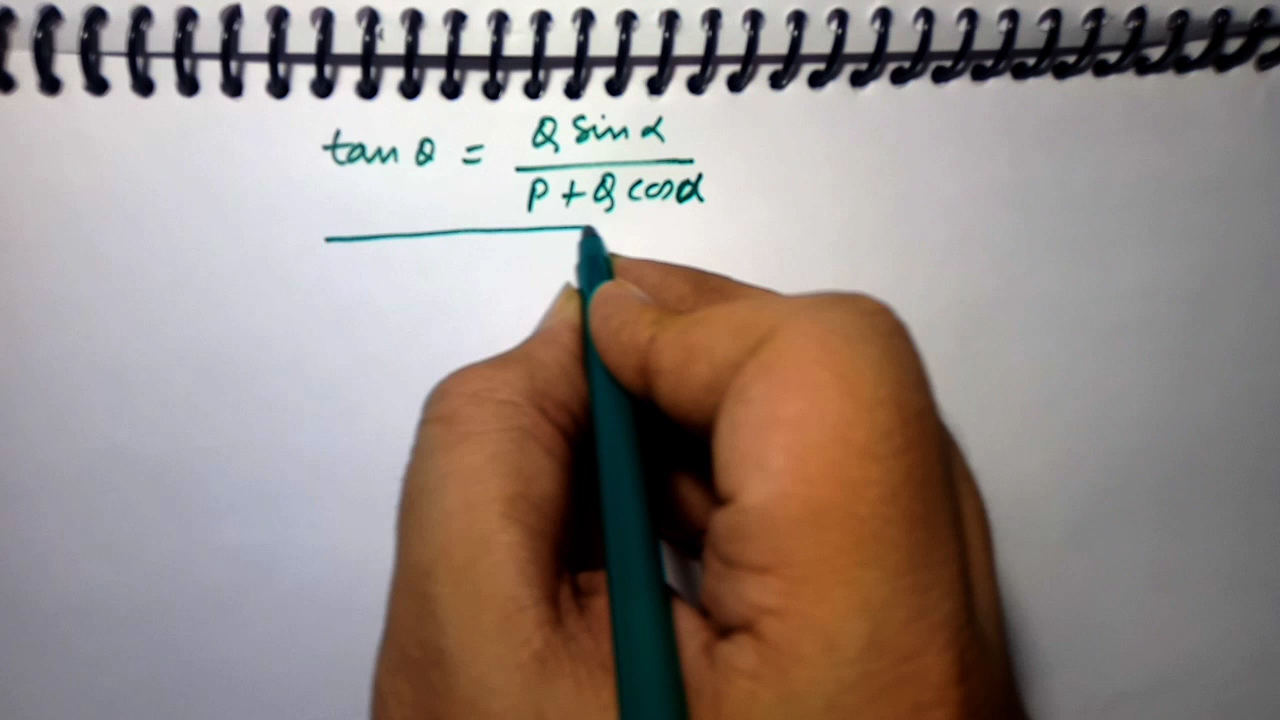 tan θ = Q sin α / P + Q cos α